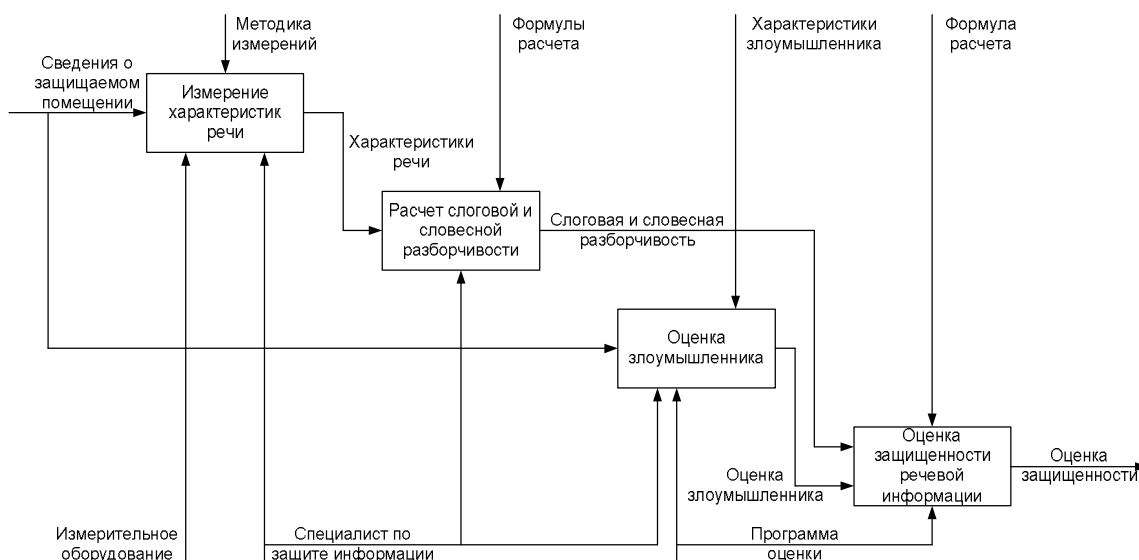 Методика
измерений
Формулы
расчета
Характеристики
злоумышленника
Формула
расчета
Сведения о
защищаемом
помещении
Измерение
характеристик
речи
Характеристики
речи
Расчет слоговой и
словесной
разборчивости
Слоговая и словесная
разборчивость
Оценка
злоумышленника
Оценка
защищенности
речевой
информации
Оценка
защищенности
Оценка
злоумышленника
Измерительное
оборудование
Специалист по
защите информации
Программа
оценки